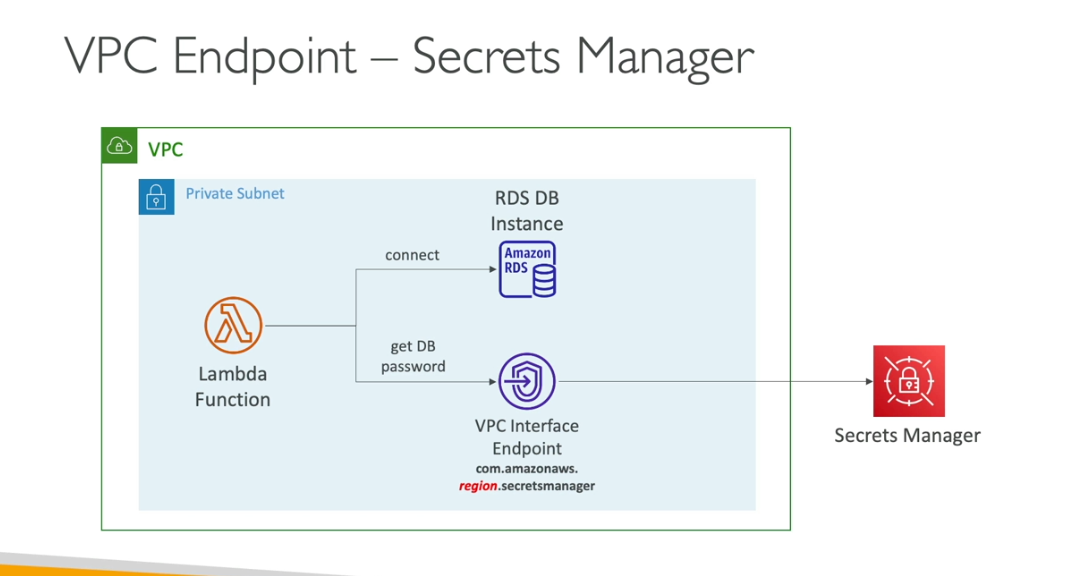 VPC Endpoint – Secrets Manager
VPC
Private Subnet
RDS DB
Instance
connect
Amazon
RDS
get DB
password
Lambda
Function
VPC Interface
Endpoint
com.amazonaws.
region.secretsmanager
Secrets Manager